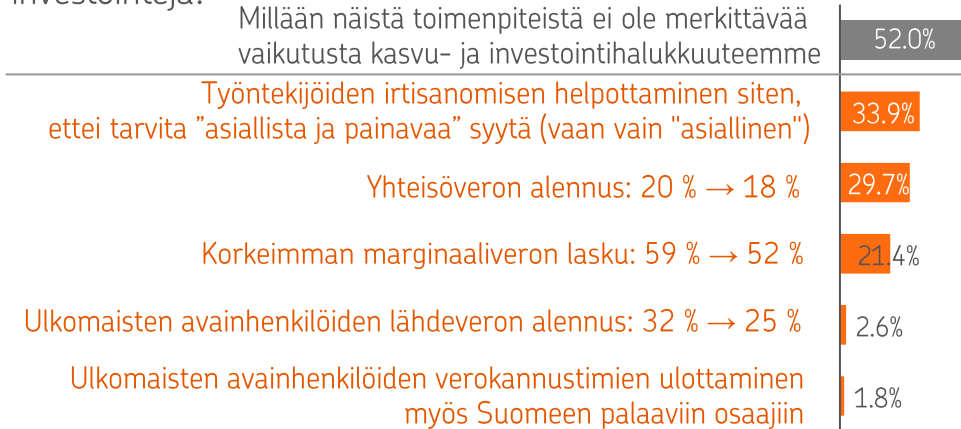 investointeja:
Millään näistä toimenpiteistä ei ole merkittävää
vaikutusta kasvu- ja investointihalukkuuteemme
52.0%
Työntekijöiden irtisanomisen helpottaminen siten,
ettei tarvita ”asiallista ja painavaa” syytä (vaan vain "asiallinen")
33.9%
Yhteisöveron alennus: 20 % → 18 %
29.7%
Korkeimman marginaaliveron lasku: 59 % → 52 %
21.4%
Ulkomaisten avainhenkilöiden lähdeveron alennus: 32 % → 25 %
2.6%
Ulkomaisten avainhenkilöiden verokannustimien ulottaminen
myös Suomeen palaaviin osaajiin
1.8%